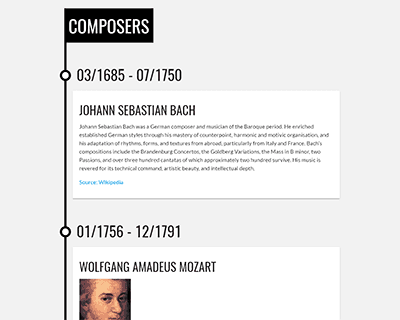 COMPOSERS
03/1685 - 07/1750
JOHANN SEBASTIAN BACH
Johann Sebastian Bach was a German composer and musician of the Baroque period. He enriched
established German styles through his mastery of counterpoint, harmonic and motivic organisation, and
his adaptation of rhythms, forms, and textures from abroad, particularly from Italy and France. Bach's
compositions include the Brandenburg Concertos, the Goldberg Variations, the Mass in B minor, two
Passions, and over three hundred cantatas of which approximately two hundred survive. His music is
revered for its technical command, artistic beauty, and intellectual depth.
Source: Wikipedia
01/1756 - 12/1791
WOLFGANG AMADEUS MOZART